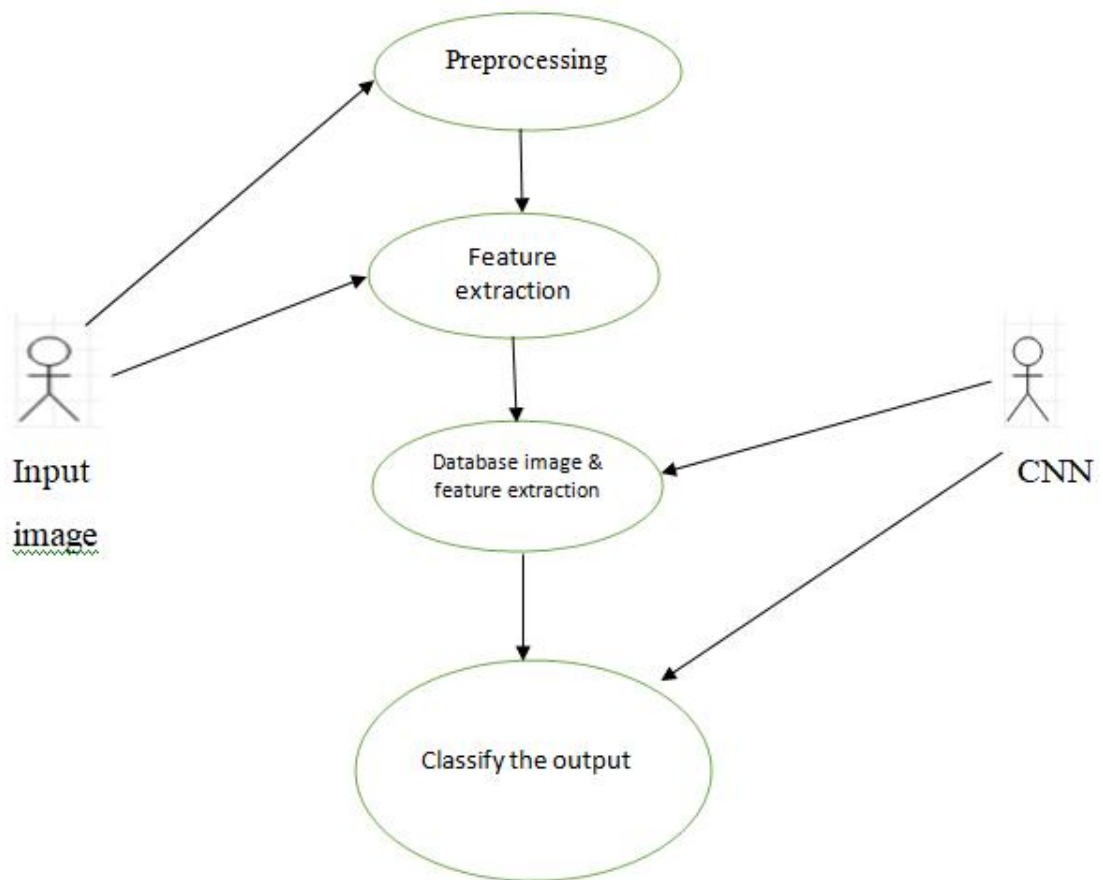 Preprocessing
Feature
extraction
Input
image
Database image &
feature extraction
CNN
Classify the output